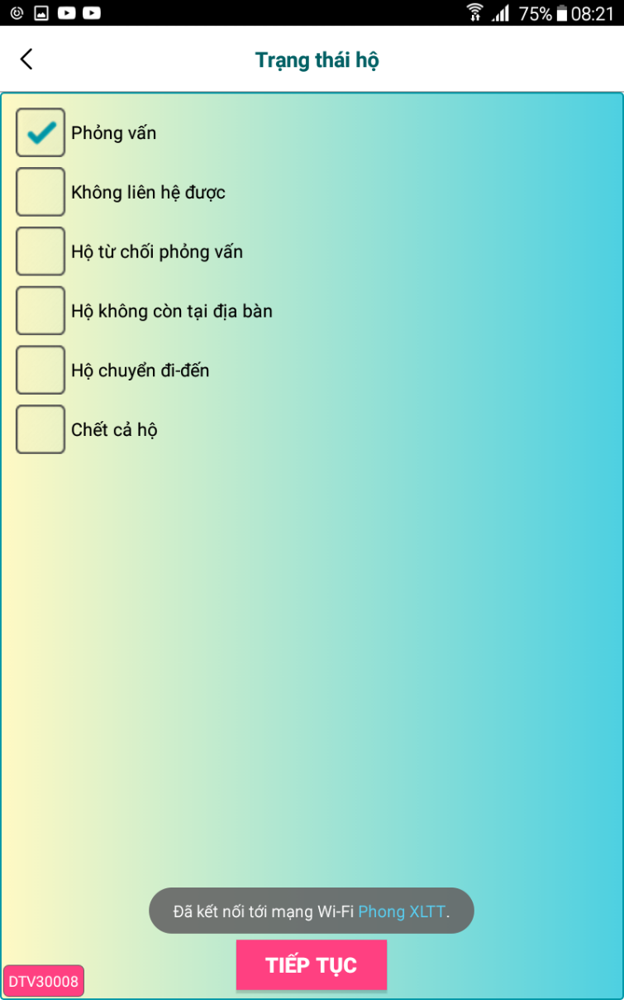 75% 08:21
Trạng thái hộ
Phỏng vấn
Không liên hệ được
Hộ từ chối phỏng vấn
Hộ không còn tại địa bàn
Hộ chuyển đi-đến
Chết cả hộ
Đã kết nối tới mạng Wi-Fi Phong XLTT.
TIẾP TỤC
DTV30008